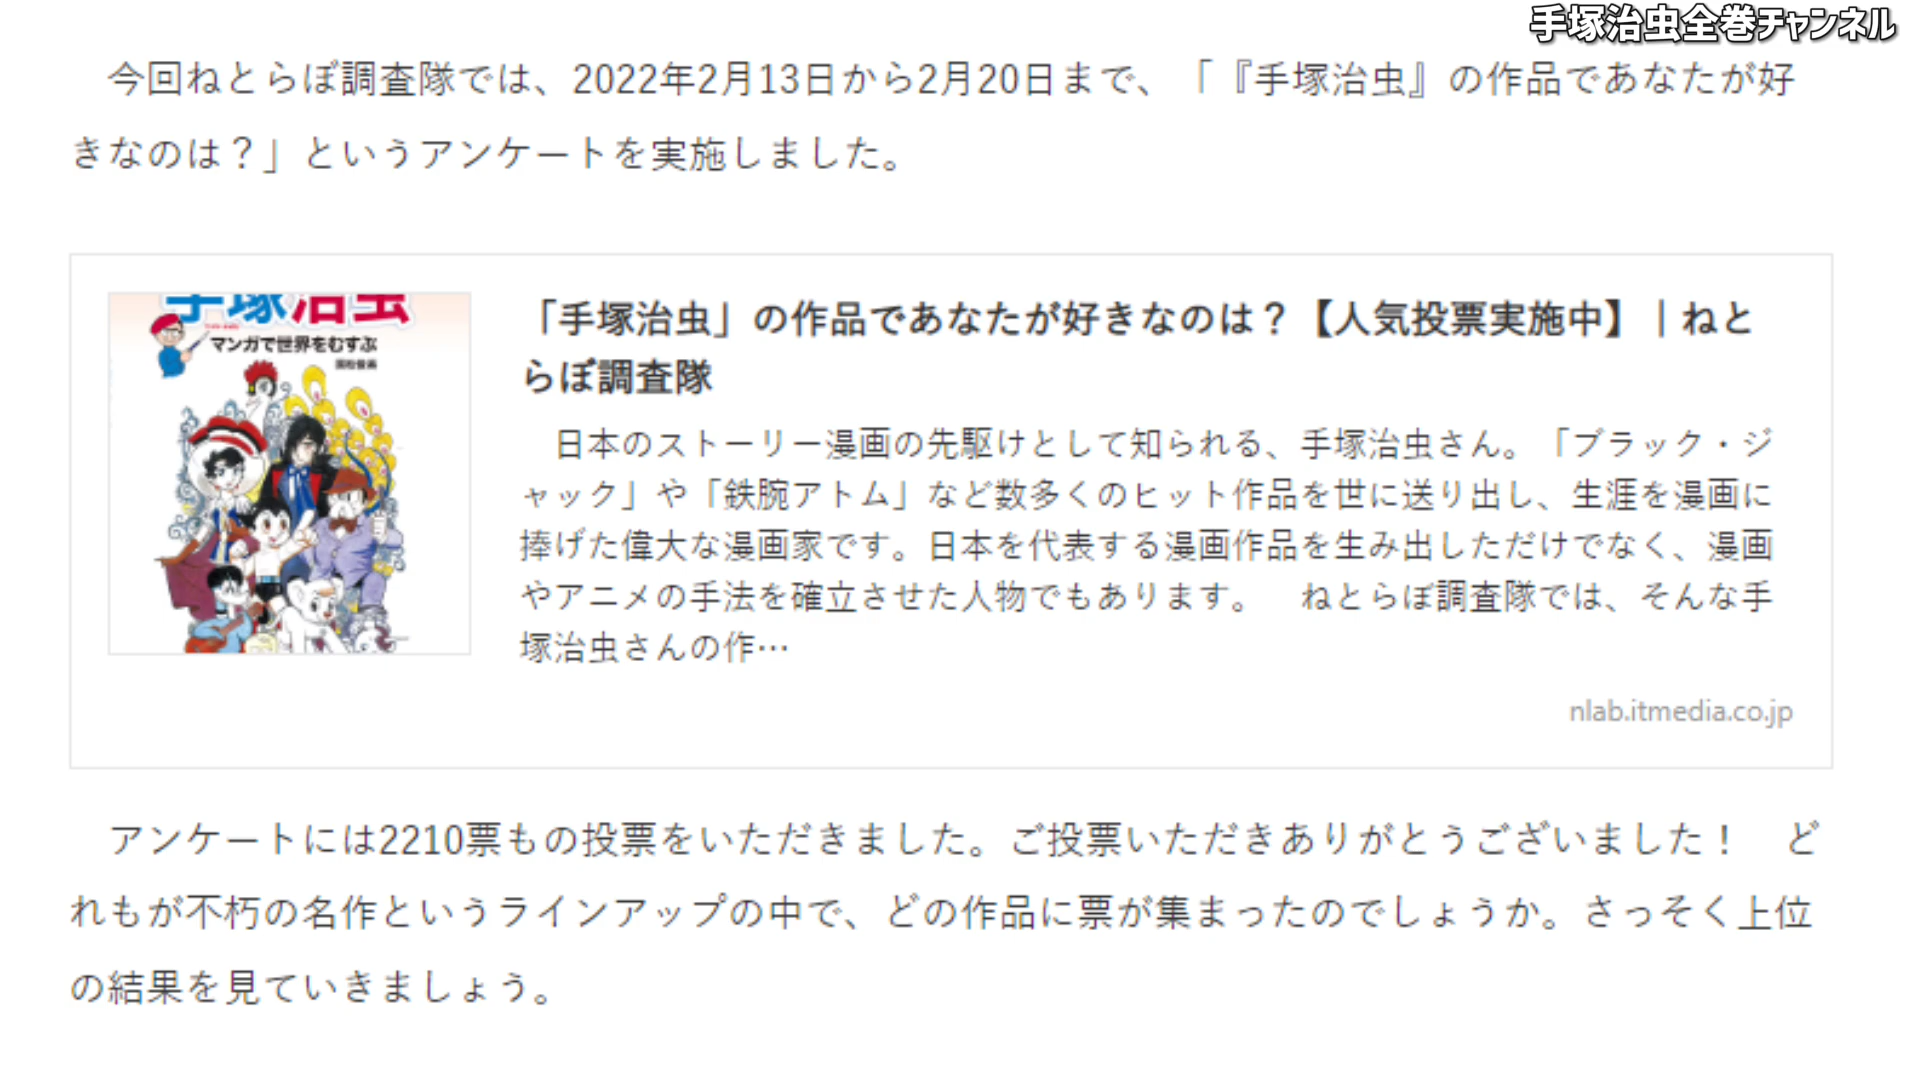 手塚治虫全巻チャンネル
今回ねとらぼ調査隊では、2022年2月13日から2月20日まで、「『手塚治虫』の作品であなたが好
きなのは？」というアンケートを実施しました。
手塚治虫
マンガで世界をむすぶ
「手塚治虫」の作品であなたが好きなのは？【人気投票実施中】｜ねと
らぼ調査隊
日本のストーリー漫画の先駆けとして知られる、手塚治虫さん。「ブラック・ジ
ャック」や「鉄腕アトム」など数多くのヒット作品を世に送り出し、生涯を漫画に
捧げた偉大な漫画家です。日本を代表する漫画作品を生み出しただけでなく、漫画
やアニメの手法を確立させた人物でもあります。　ねとらぼ調査隊では、そんな手
塚治虫さんの作…
nlab.itmedia.co.jp
アンケートには2210票もの投票をいただきました。ご投票いただきありがとうございました！　ど
れもが不朽の名作というラインアップの中で、どの作品に票が集まったのでしょうか。さっそく上位
の結果を見ていきましょう。